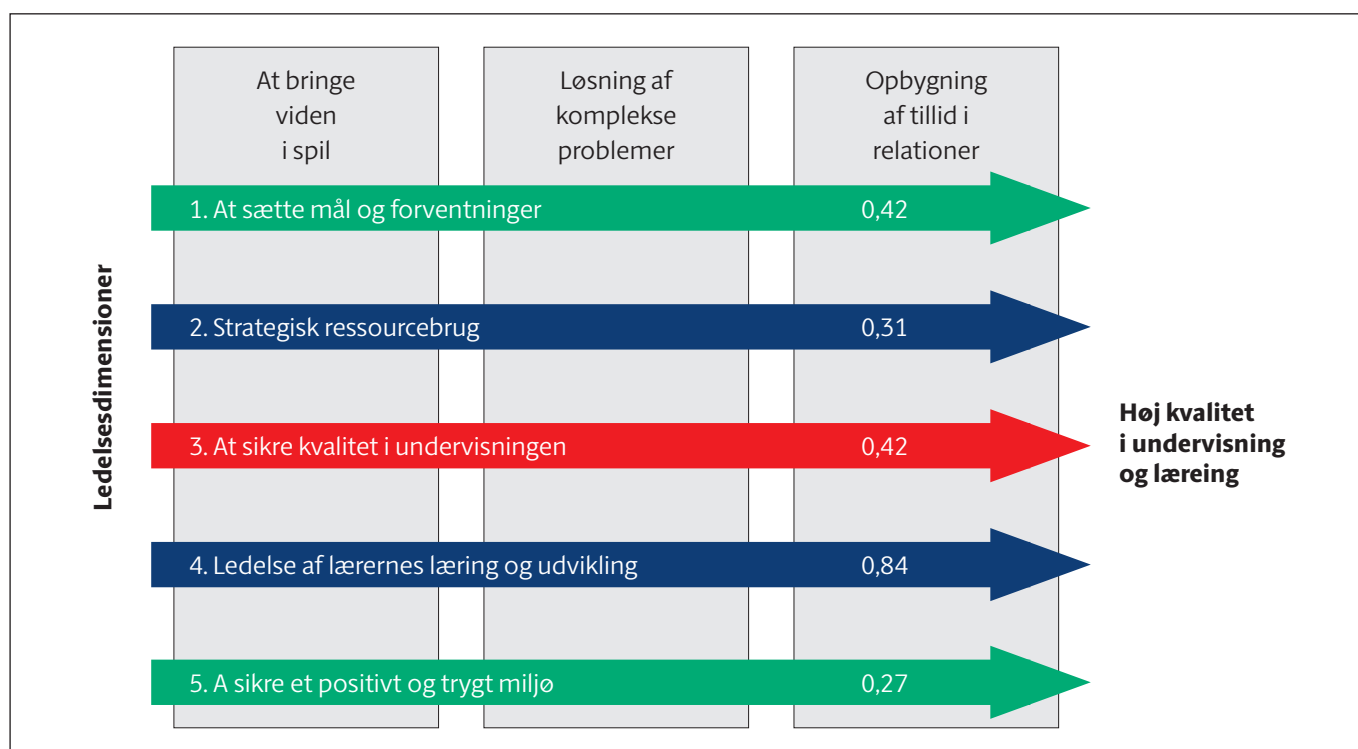 At bringe
viden
i spil
Løsning af
komplekse
problemer
Opbygning
af tillid i
relationer
Ledelsesdimensioner
1. At sætte mål og forventninger 0,42
2. Strategisk ressourcebrug 0,31
3. At sikre kvalitet i undervisningen 0,42
4. Ledelse af lærernes læring og udvikling 0,84
5. A sikre et positivt og trygt miljø 0,27
Høj kvalitet
i undervisning
og læreing